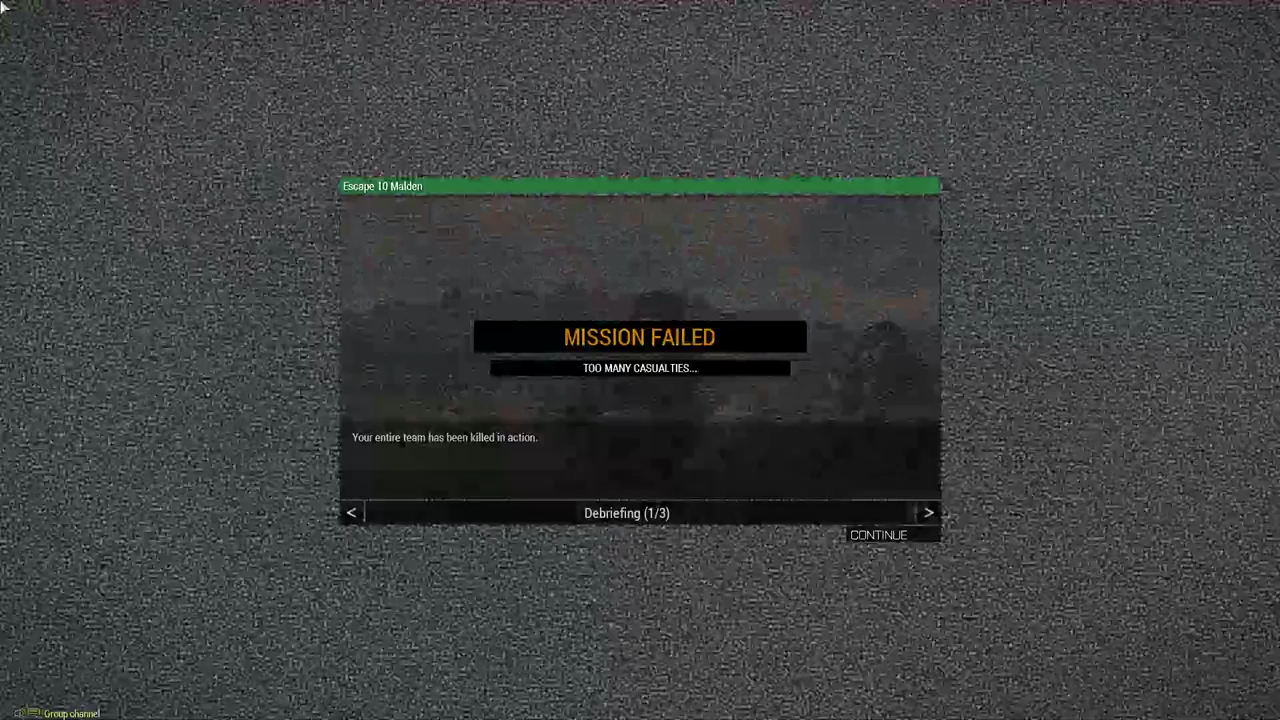 Escape 10 Malden
MISSION FAILED
TOO MANY CASUALTIES...
Your entire team has been killed in action.
< Debriefing (1/3) >
CONTINUE
Group channel